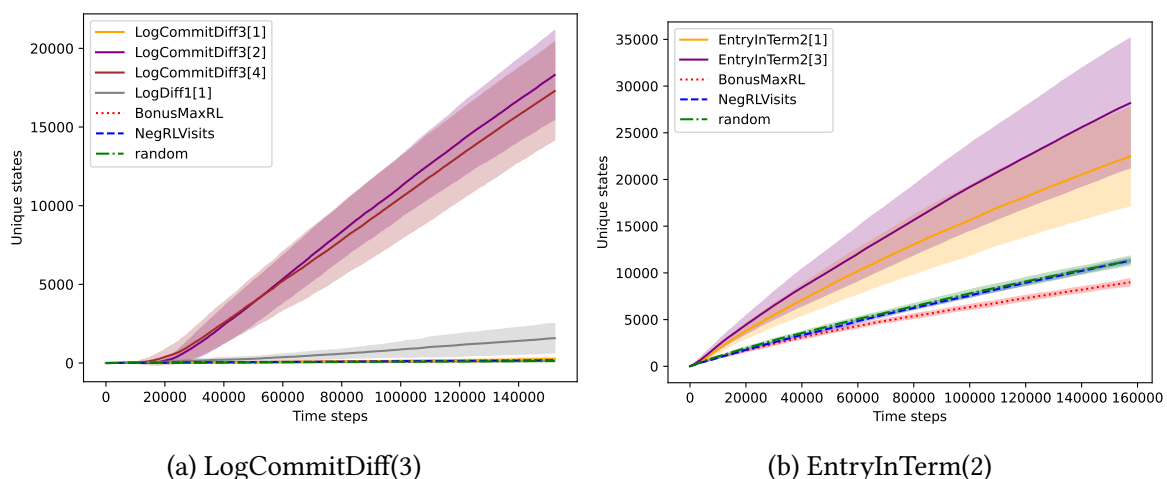 LogCommitDiff3[1]
LogCommitDiff3[2]
LogCommitDiff3[4]
LogDiff1[1]
BonusMaxRL
NegRLVisits
random
Unique states
20000
15000
10000
5000
0
0 20000 40000 60000 80000 100000 120000 140000
Time steps
(a) LogCommitDiff(3)
EntryInTerm2[1]
EntryInTerm2[3]
BonusMaxRL
NegRLVisits
random
Unique states
35000
30000
25000
20000
15000
10000
5000
0
0 20000 40000 60000 80000 100000 120000 140000 160000
Time steps
(b) EntryInTerm(2)